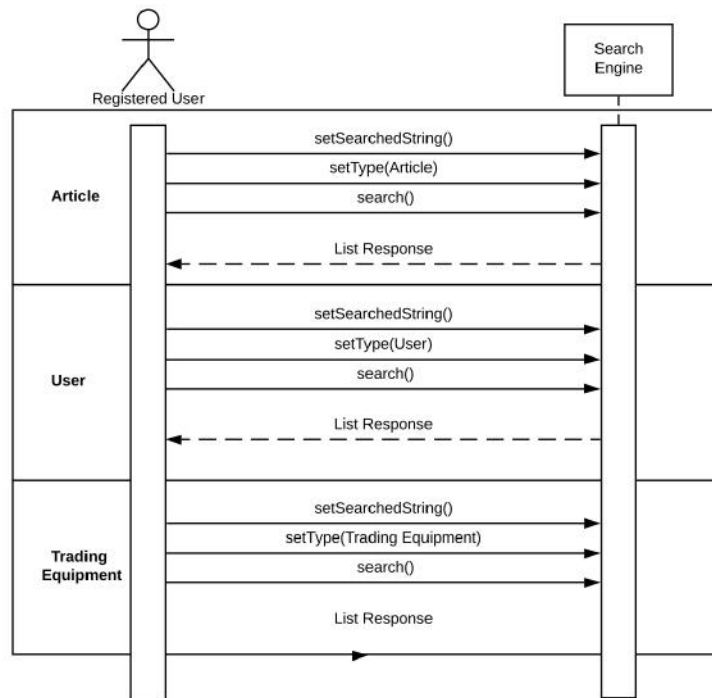 Registered User
Search
Engine
Article
setSearchedString()
setType(Article)
search()
List Response
User
setSearchedString()
setType(User)
search()
List Response
Trading
Equipment
setSearchedString()
setType(Trading Equipment)
search()
List Response